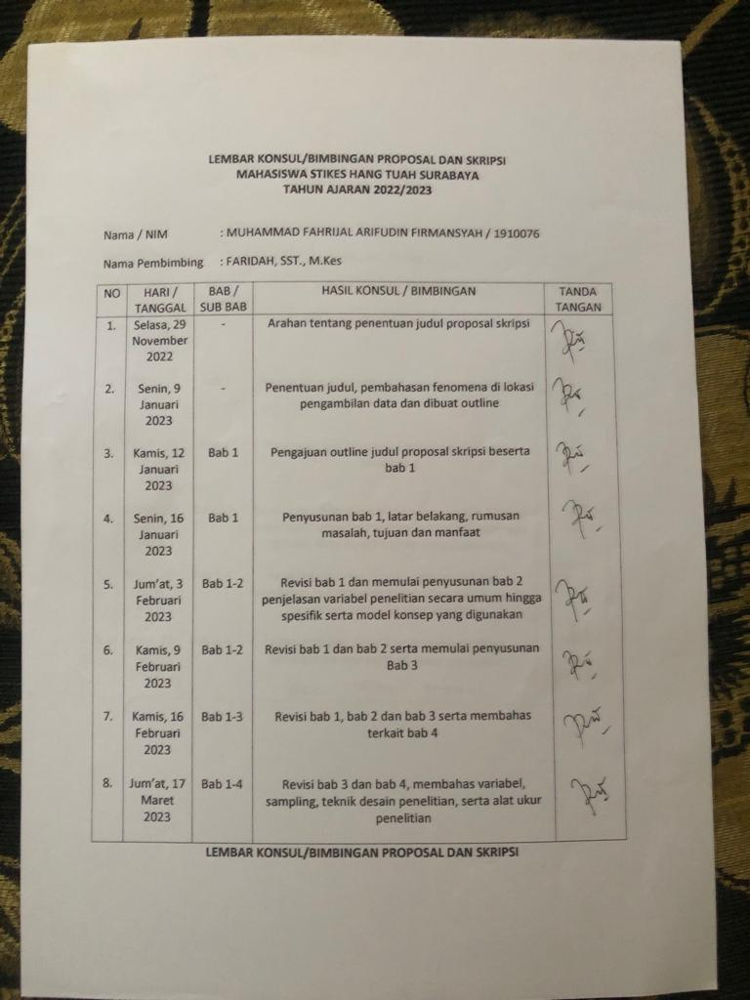 LEMBAR KONSUL/BIMBINGAN PROPOSAL DAN SKRIPSI
MAHASISWA STIKES HANG TUAH SURABAYA
TAHUN AJARAN 2022/2023
Nama / NIM : MUHAMMAD FAHRIJAL ARIFUDIN FIRMANSYAH / 1910076
Nama Pembimbing : FARIDAH, SST., M.Kes
NO HARI / BAB / HASIL KONSUL / BIMBINGAN TANDA
TANGGAL SUB BAB TANGAN
1. Selasa, 29 - Arahan tentang penentuan judul proposal skripsi
November
2022
2. Senin, 9 - Penentuan judul, pembahasan fenomena di lokasi
Januari pengambilan data dan dibuat outline
2023
3. Kamis, 12 Bab 1 Pengajuan outline judul proposal skripsi beserta
Januari bab 1
2023
4. Senin, 16 Bab 1 Penyusunan bab 1, latar belakang, rumusan
Januari masalah, tujuan dan manfaat
2023
5. Jum'at, 3 Bab 1-2 Revisi bab 1 dan memulai penyusunan bab 2
Februari penjelasan variabel penelitian secara umum hingga
2023 spesifik serta model konsep yang digunakan
6. Kamis, 9 Bab 1-2 Revisi bab 1 dan bab 2 serta memulai penyusunan
Februari Bab 3
2023
7. Kamis, 16 Bab 1-3 Revisi bab 1, bab 2 dan bab 3 serta membahas
Februari terkait bab 4
2023
8. Jum'at, 17 Bab 1-4 Revisi bab 3 dan bab 4, membahas variabel,
Maret sampling, teknik desain penelitian, serta alat ukur
2023 penelitian
LEMBAR KONSUL/BIMBINGAN PROPOSAL DAN SKRIPSI